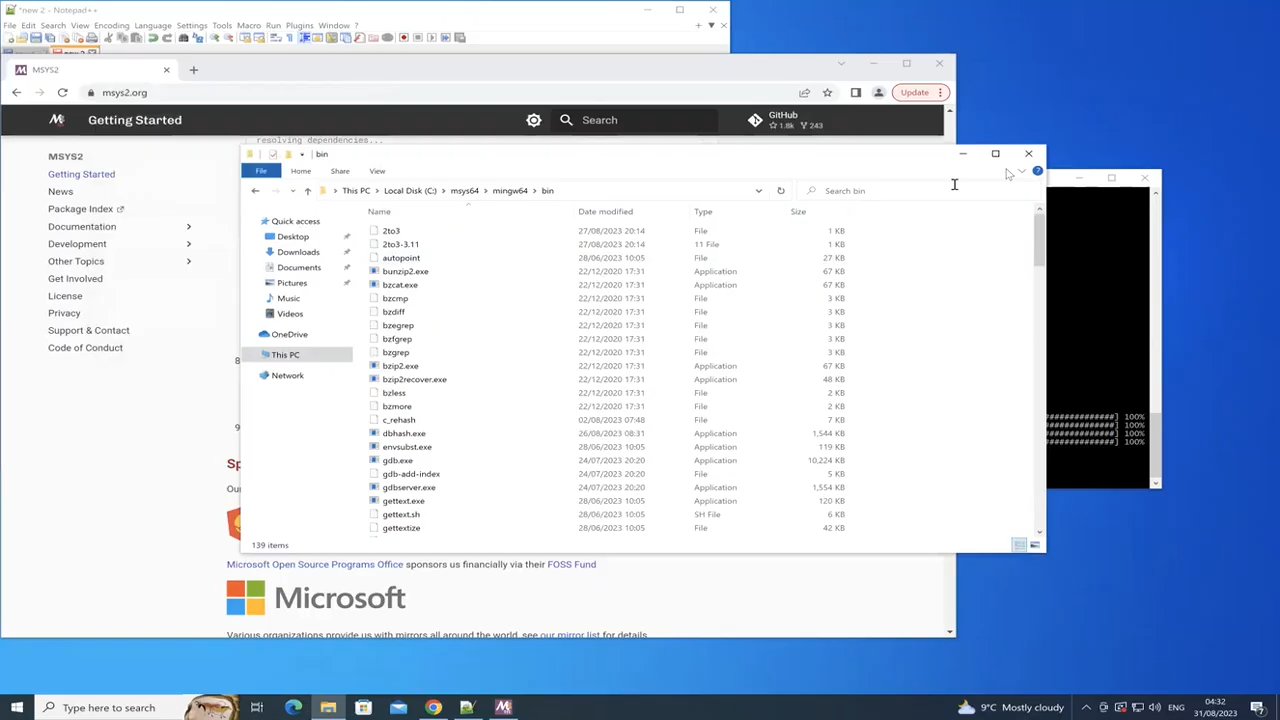 *new 2 - Notepad++
File Edit Search View Encoding Language Settings Tools Macro Run Plugins Window ?
MSYS2
msys2.org
Update
Getting Started
Search
GitHub
1.8k 243
MSYS2
Getting Started
News
Package Index
Documentation
Development
Other Topics
Get Involved
License
Privacy
Support & Contact
Code of Conduct
resolving dependencies...
bin
File Home Share View
This PC Local Disk (C:) msys64 mingw64 bin
Search bin
Quick access
Desktop
Downloads
Documents
Pictures
Music
Videos
OneDrive
This PC
Network
Name Date modified Type Size
2to3 27/08/2023 20:14 File 1 KB
2to3-3.11 27/08/2023 20:14 11 File 1 KB
autopoint 28/06/2023 10:05 File 27 KB
bunzip2.exe 22/12/2020 17:31 Application 67 KB
bzcat.exe 22/12/2020 17:31 Application 67 KB
bzcmp 22/12/2020 17:31 File 3 KB
bzdiff 22/12/2020 17:31 File 3 KB
bzegrep 22/12/2020 17:31 File 3 KB
bzfgrep 22/12/2020 17:31 File 3 KB
bzgrep 22/12/2020 17:31 File 3 KB
bzip2.exe 22/12/2020 17:31 Application 67 KB
bzip2recover.exe 22/12/2020 17:31 Application 48 KB
bzless 22/12/2020 17:31 File 2 KB
bzmore 22/12/2020 17:31 File 2 KB
c_rehash 02/08/2023 07:48 File 7 KB
dbhash.exe 26/08/2023 08:31 Application 1,544 KB
envsubst.exe 28/06/2023 10:05 Application 119 KB
gdb.exe 24/07/2023 20:20 Application 10,224 KB
gdb-add-index 24/07/2023 20:20 File 5 KB
gdbserver.exe 24/07/2023 20:20 Application 1,554 KB
gettext.exe 28/06/2023 10:05 Application 120 KB
gettext.sh 28/06/2023 10:05 SH File 6 KB
gettextize 28/06/2023 10:05 File 42 KB
139 items
##############] 100%
##############] 100%
##############] 100%
##############] 100%
8
9
Sp
Our
Microsoft Open Source Programs Office sponsors us financially via their FOSS Fund
Microsoft
Various organizations provide us with mirrors all around the world, see our mirror list for details
Type here to search
9°C Mostly cloudy
ENG
04:32
31/08/2023